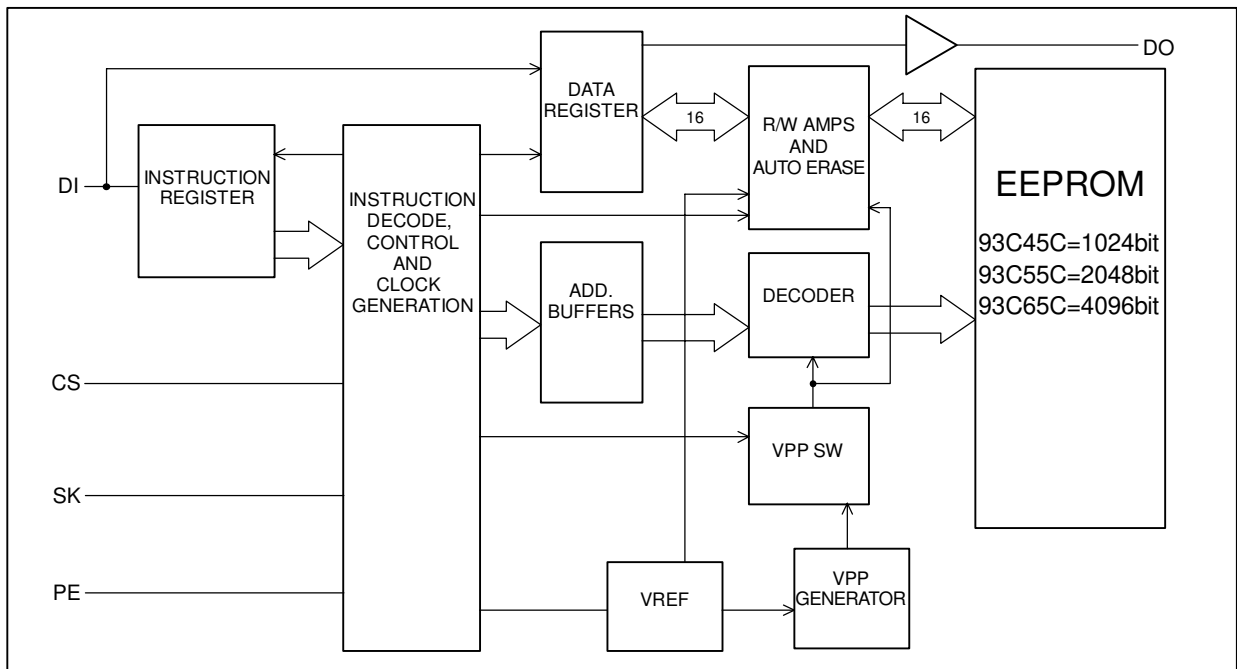 DO
DATA
REGISTER
16
R/W AMPS
AND
AUTO ERASE
16
DI
INSTRUCTION
REGISTER
INSTRUCTION
DECODE,
CONTROL
AND
CLOCK
GENERATION
EEPROM
93C45C=1024bit
93C55C=2048bit
93C65C=4096bit
ADD.
BUFFERS
DECODER
CS
VPP SW
SK
PE
VREF
VPP
GENERATOR